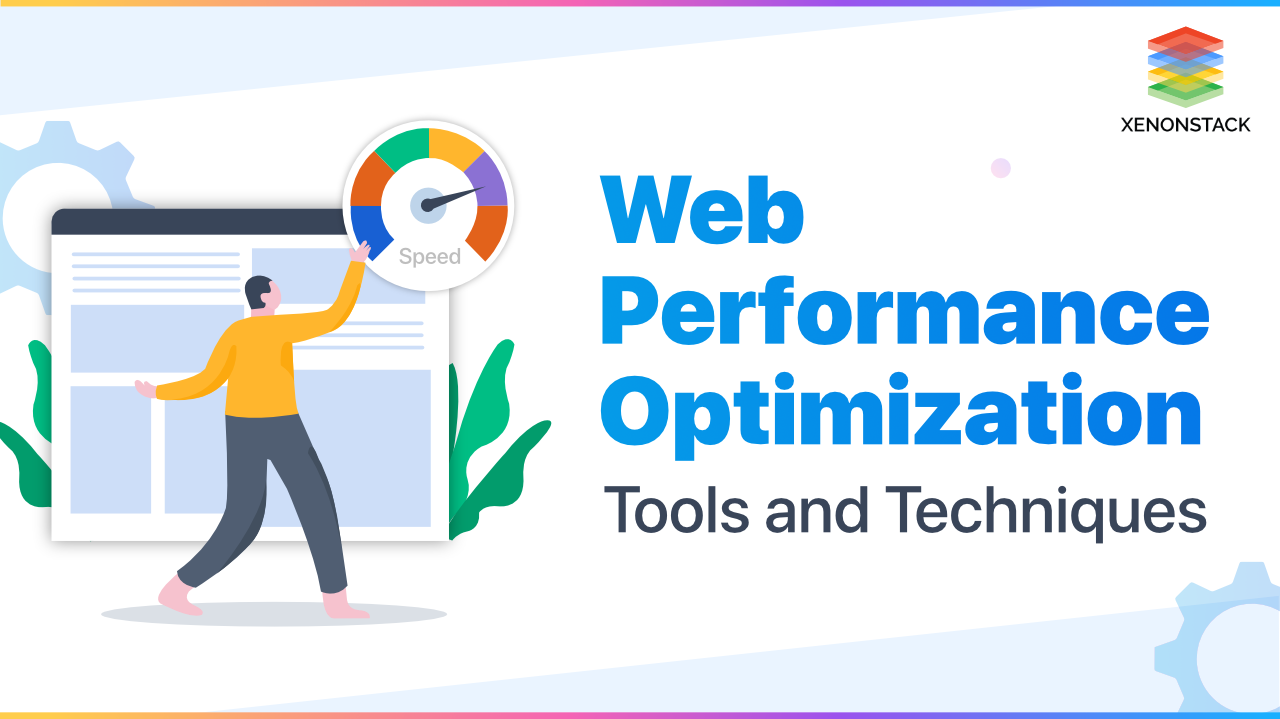 XENONSTACK
Speed
Web
Performance
Optimization
Tools and Techniques